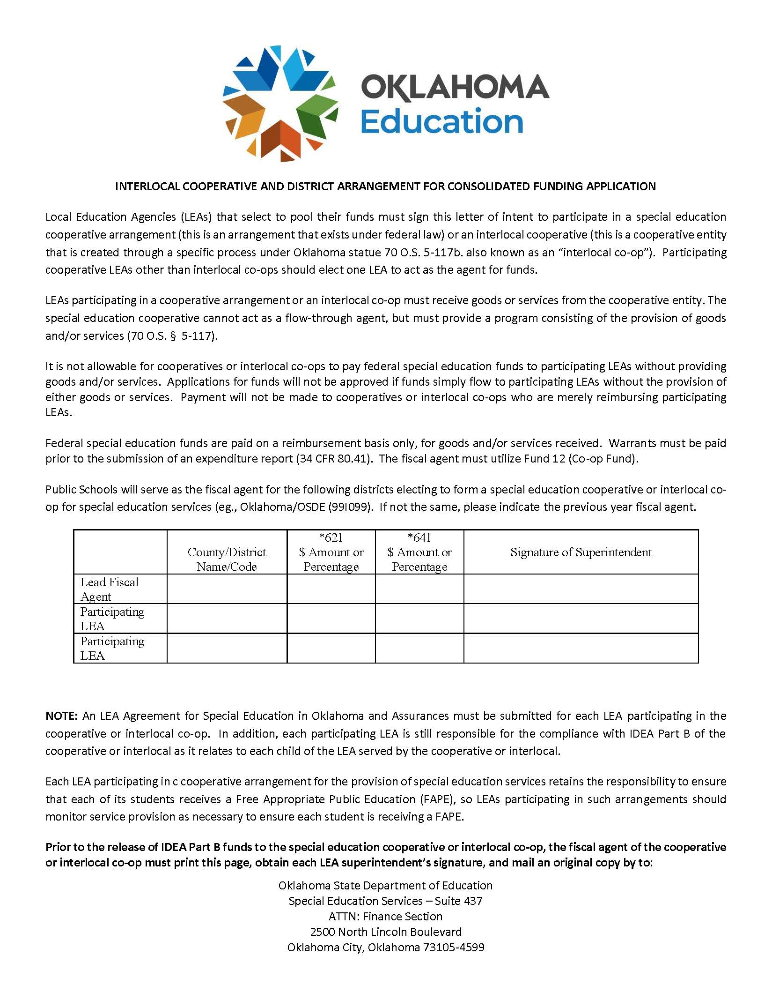 OKLAHOMA
Education
INTERLOCAL COOPERATIVE AND DISTRICT ARRANGEMENT FOR CONSOLIDATED FUNDING APPLICATION
Local Education Agencies (LEAs) that select to pool their funds must sign this letter of intent to participate in a special education
cooperative arrangement (this is an arrangement that exists under federal law) or an interlocal cooperative (this is a cooperative entity
that is created through a specific process under Oklahoma statue 70 O.S. 5-117b. also known as an “interlocal co-op”).  Participating
cooperative LEAs other than interlocal co-ops should elect one LEA to act as the agent for funds.
LEAs participating in a cooperative arrangement or an interlocal co-op must receive goods or services from the cooperative entity. The
special education cooperative cannot act as a flow-through agent, but must provide a program consisting of the provision of goods
and/or services (70 O.S. §  5-117).
It is not allowable for cooperatives or interlocal co-ops to pay federal special education funds to participating LEAs without providing
goods and/or services.  Applications for funds will not be approved if funds simply flow to participating LEAs without the provision of
either goods or services.  Payment will not be made to cooperatives or interlocal co-ops who are merely reimbursing participating
LEAs.
Federal special education funds are paid on a reimbursement basis only, for goods and/or services received.  Warrants must be paid
prior to the submission of an expenditure report (34 CFR 80.41).  The fiscal agent must utilize Fund 12 (Co-op Fund).
Public Schools will serve as the fiscal agent for the following districts electing to form a special education cooperative or interlocal co-
op for special education services (eg., Oklahoma/OSDE (99I099).  If not the same, please indicate the previous year fiscal agent.
County/District
Name/Code
*621
$ Amount or
Percentage
*641
$ Amount or
Percentage
Signature of Superintendent
Lead Fiscal
Agent
Participating
LEA
Participating
LEA
NOTE: An LEA Agreement for Special Education in Oklahoma and Assurances must be submitted for each LEA participating in the
cooperative or interlocal co-op.  In addition, each participating LEA is still responsible for the compliance with IDEA Part B of the
cooperative or interlocal as it relates to each child of the LEA served by the cooperative or interlocal.
Each LEA participating in c cooperative arrangement for the provision of special education services retains the responsibility to ensure
that each of its students receives a Free Appropriate Public Education (FAPE), so LEAs participating in such arrangements should
monitor service provision as necessary to ensure each student is receiving a FAPE.
Prior to the release of IDEA Part B funds to the special education cooperative or interlocal co-op, the fiscal agent of the cooperative
or interlocal co-op must print this page, obtain each LEA superintendent’s signature, and mail an original copy by to:
Oklahoma State Department of Education
Special Education Services – Suite 437
ATTN: Finance Section
2500 North Lincoln Boulevard
Oklahoma City, Oklahoma 73105-4599